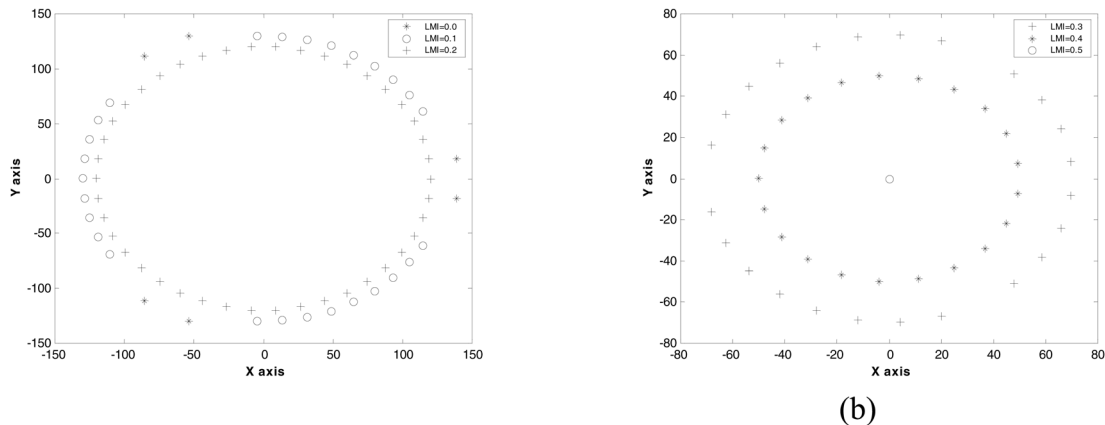 LMI=0.0
LMI=0.1
LMI=0.2
150
100
50
0
-50
-100
-150
Y axis
-150 -100 -50 0 50 100 150
X axis
LMI=0.3
LMI=0.4
LMI=0.5
80
60
40
20
0
-20
-40
-60
-80
Y axis
-80 -60 -40 -20 0 20 40 60 80
X axis
(b)